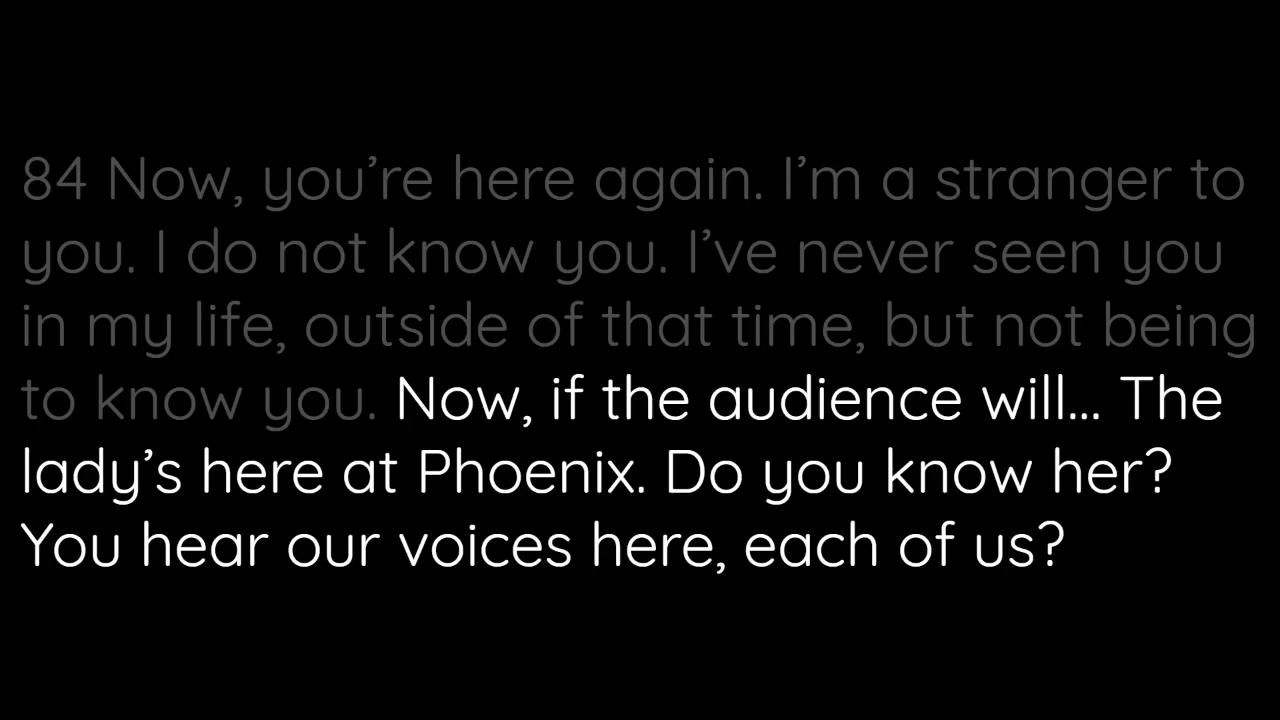 84 Now, you’re here again. I’m a stranger to
you. I do not know you. I’ve never seen you
in my life, outside of that time, but not being
to know you. Now, if the audience will... The
lady’s here at Phoenix. Do you know her?
You hear our voices here, each of us?